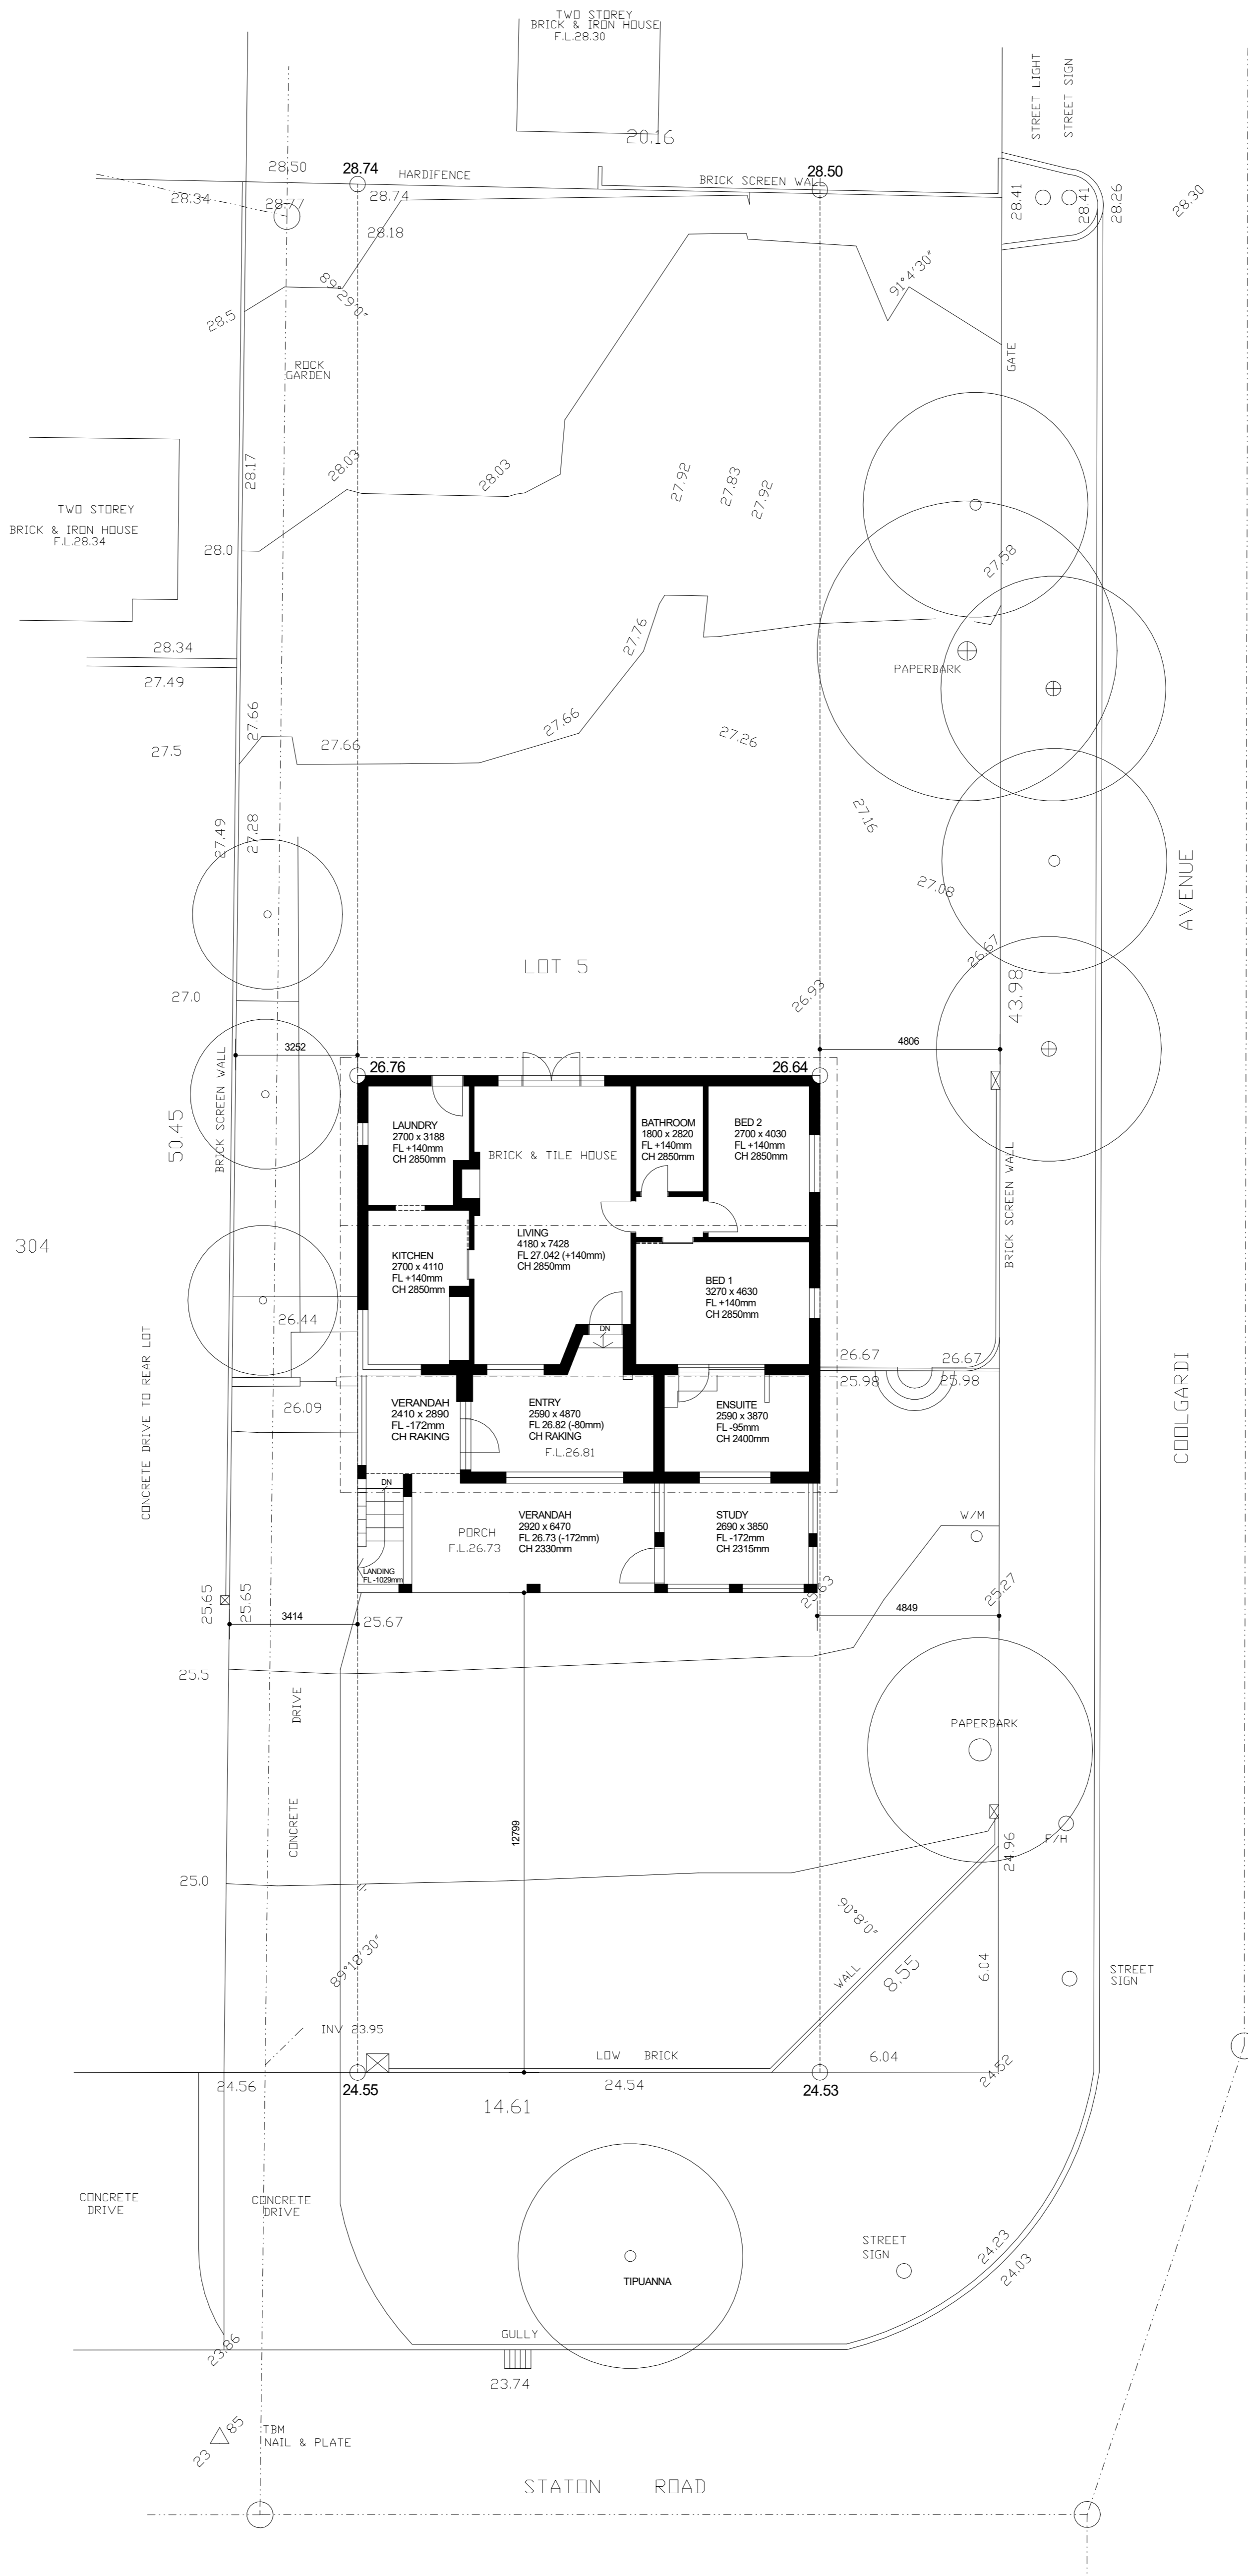 TWO STOREY
BRICK & IRON HOUSE
F.L.28.30
STREET LIGHT
STREET SIGN
20.16
28.50
28.74
HARDIFENCE
28.50
BRICK SCREEN WALL
28.34
28.77
28.74
28.41
28.41
28.26
28.30
28.18
89°29'0"
91°4'30"
28.5
ROCK
GARDEN
GATE
28.17
28.03
28.03
27.92
27.83
27.92
TWO STOREY
BRICK & IRON HOUSE
F.L.28.34
28.0
27.58
28.34
27.76
PAPERBARK
27.49
27.66
27.5
27.66
27.66
27.26
27.49
27.28
27.16
27.08
AVENUE
LOT 5
26.67
27.0
26.93
43.98
3252
4806
26.76
26.64
50.45
BRICK SCREEN WALL
LAUNDRY
2700 x 3188
FL +140mm
CH 2850mm
BRICK & TILE HOUSE
BATHROOM
1800 x 2820
FL +140mm
CH 2850mm
BED 2
2700 x 4030
FL +140mm
CH 2850mm
BRICK SCREEN WALL
304
KITCHEN
2700 x 4110
FL +140mm
CH 2850mm
LIVING
4180 x 7428
FL 27.042 (+140mm)
CH 2850mm
BED 1
3270 x 4630
FL +140mm
CH 2850mm
26.44
DN
CONCRETE DRIVE TO REAR LOT
26.67
26.67
25.98
25.98
COOLGARDI
26.09
VERANDAH
2410 x 2890
FL -172mm
CH RAKING
ENTRY
2590 x 4870
FL 26.82 (-80mm)
CH RAKING
F.L.26.81
ENSUITE
2590 x 3870
FL -95mm
CH 2400mm
DN
PORCH
F.L.26.73
VERANDAH
2920 x 6470
FL 26.73 (-172mm)
CH 2330mm
STUDY
2690 x 3850
FL -172mm
CH 2315mm
W/M
LANDING
FL -1029mm
25.65
25.65
25.63
25.27
3414
25.67
4849
25.5
DRIVE
CONCRETE
PAPERBARK
12799
F/H
24.96
25.0
90°8'0"
89°18'30"
WALL
8.55
6.04
STREET
SIGN
INV 23.95
LOW BRICK
6.04
24.52
24.56
24.55
24.54
24.53
14.61
CONCRETE
DRIVE
CONCRETE
DRIVE
STREET
SIGN
24.23
24.03
TIPUANNA
GULLY
23.86
23.74
23
85
TBM
NAIL & PLATE
STATON ROAD